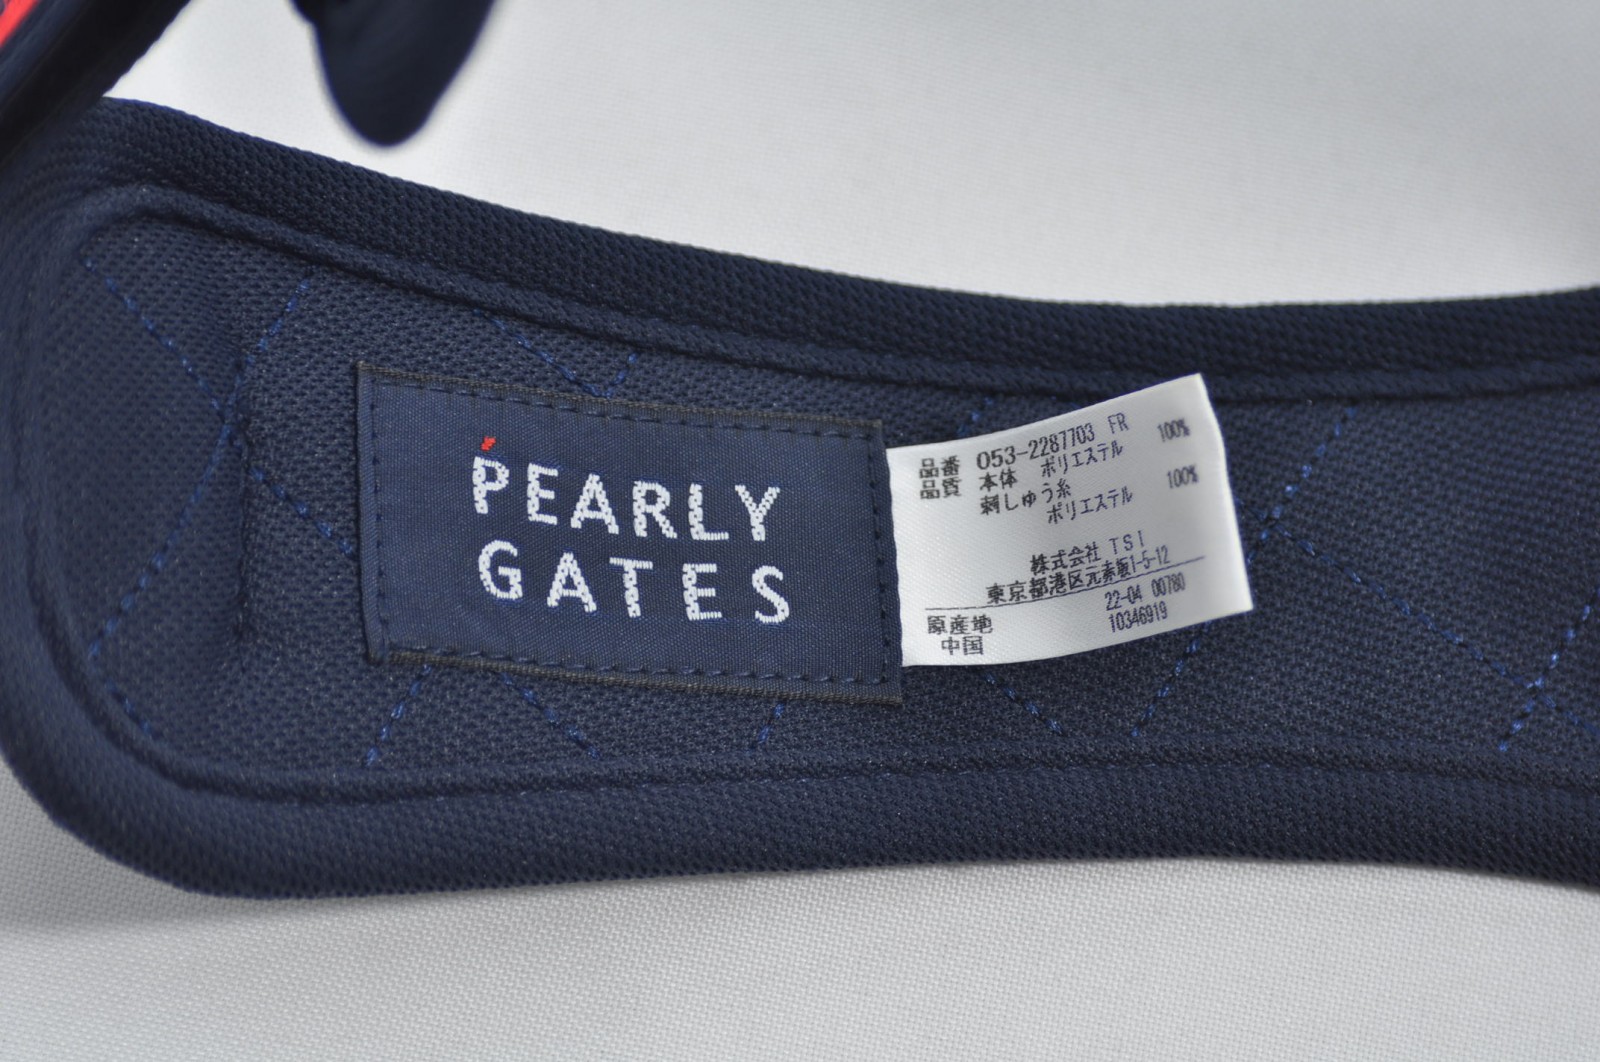 PEARLY
GATES
品番 053-2287703 FR
品質 本体 ポリエステル 100%
刺しゅう糸
ポリエステル 100%
株式会社 TSI
東京都港区元赤坂1-5-12
22-04 00780
原産地 10346919
中国